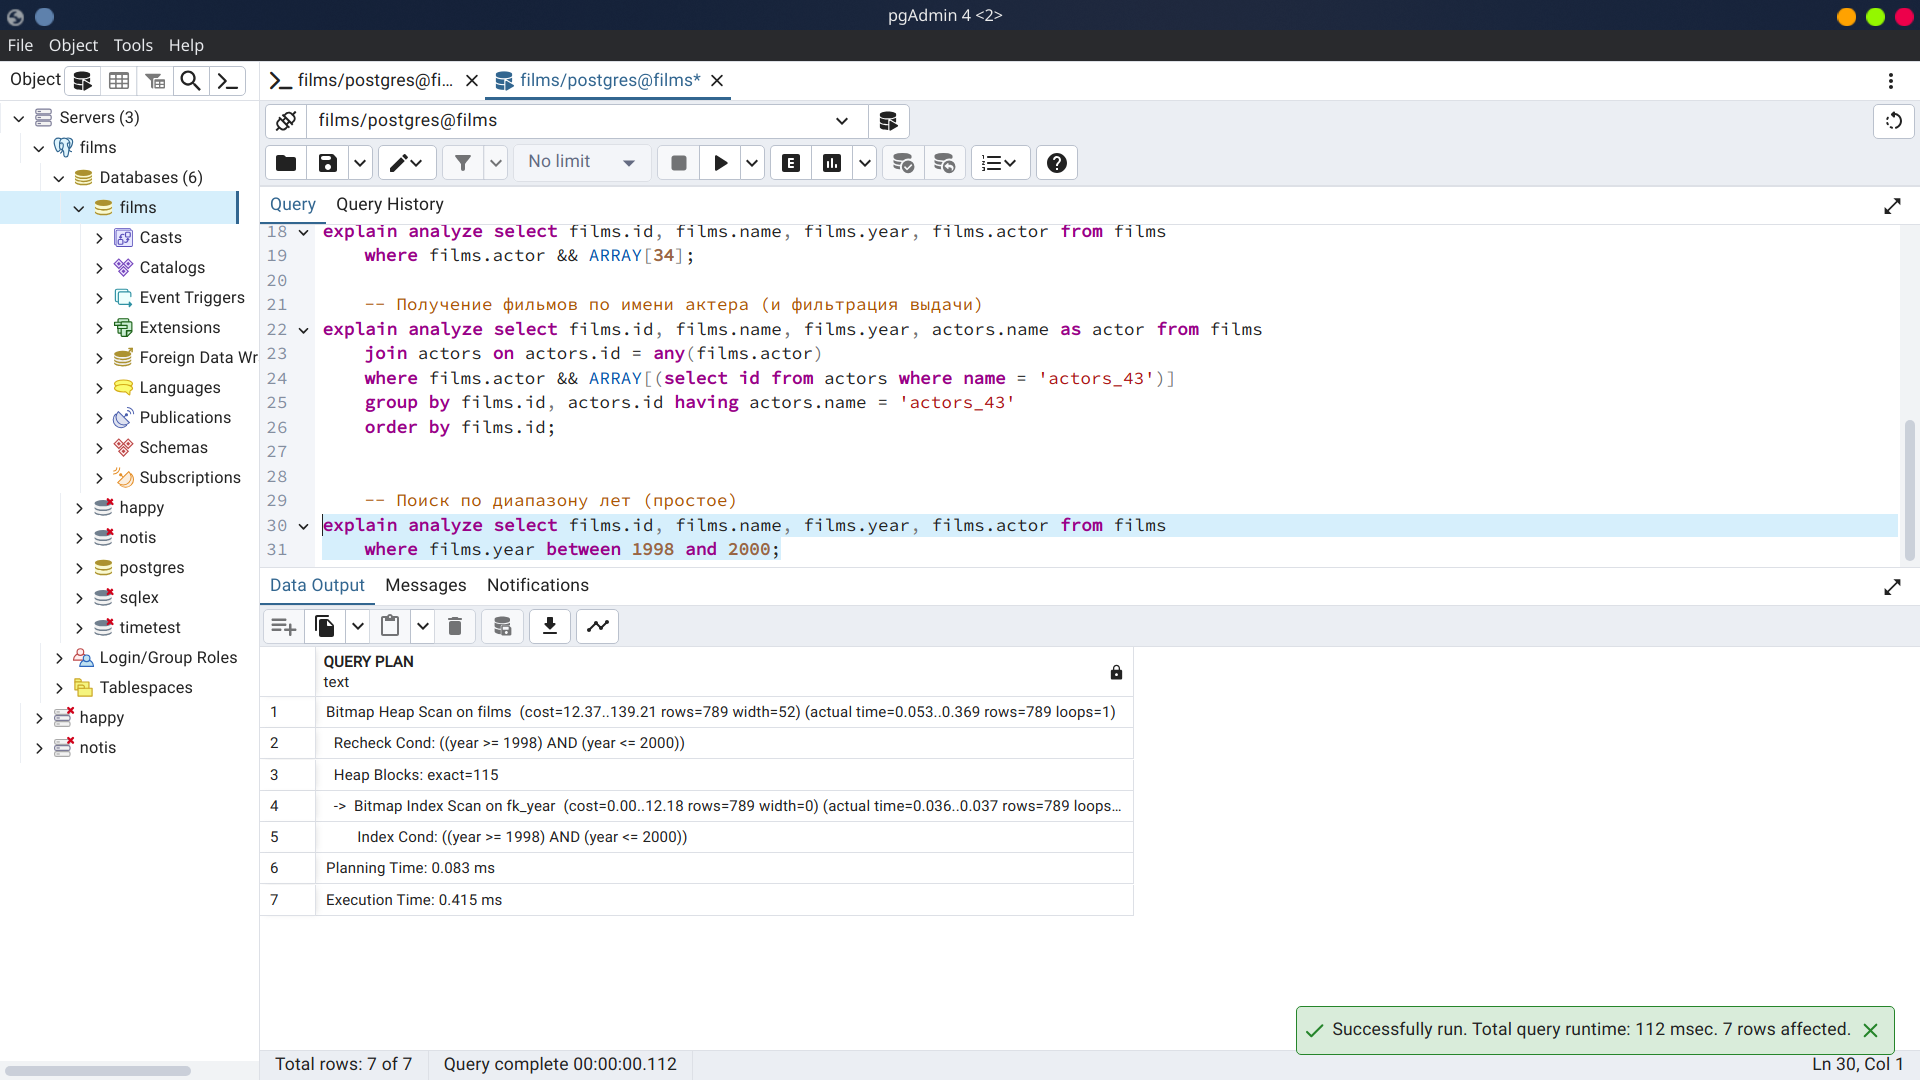 pgAdmin 4 <2>
File Object Tools Help
Object
films/postgres@fi...
films/postgres@films*
Servers (3)
films
Databases (6)
films
Casts
Catalogs
Event Triggers
Extensions
Foreign Data Wr
Languages
Publications
Schemas
Subscriptions
happy
notis
postgres
sqlex
timetest
Login/Group Roles
Tablespaces
happy
notis
films/postgres@films
No limit
E
Query Query History
18 explain analyze select films.id, films.name, films.year, films.actor from films
19 where films.actor && ARRAY[34];
20
21 -- Получение фильмов по имени актера (и фильтрация выдачи)
22 explain analyze select films.id, films.name, films.year, actors.name as actor from films
23 join actors on actors.id = any(films.actor)
24 where films.actor && ARRAY[(select id from actors where name = 'actors_43')]
25 group by films.id, actors.id having actors.name = 'actors_43'
26 order by films.id;
27
28
29 -- Поиск по диапазону лет (простое)
30 explain analyze select films.id, films.name, films.year, films.actor from films
31 where films.year between 1998 and 2000;
Data Output Messages Notifications
QUERY PLAN
text
1 Bitmap Heap Scan on films (cost=12.37..139.21 rows=789 width=52) (actual time=0.053..0.369 rows=789 loops=1)
2 Recheck Cond: ((year >= 1998) AND (year <= 2000))
3 Heap Blocks: exact=115
4 -> Bitmap Index Scan on fk_year (cost=0.00..12.18 rows=789 width=0) (actual time=0.036..0.037 rows=789 loops...
5 Index Cond: ((year >= 1998) AND (year <= 2000))
6 Planning Time: 0.083 ms
7 Execution Time: 0.415 ms
Successfully run. Total query runtime: 112 msec. 7 rows affected.
Total rows: 7 of 7 Query complete 00:00:00.112 Ln 30, Col 1